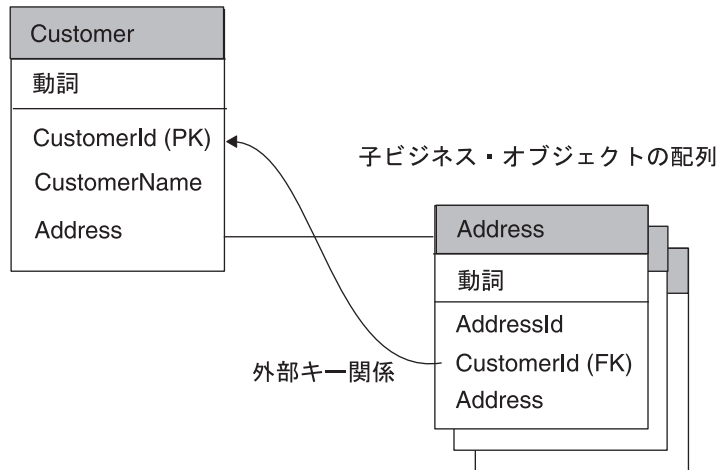 Customer
動詞
CustomerId (PK)
CustomerName
Address
子ビジネス・オブジェクトの配列
Address
動詞
AddressId
CustomerId (FK)
Address
外部キー関係